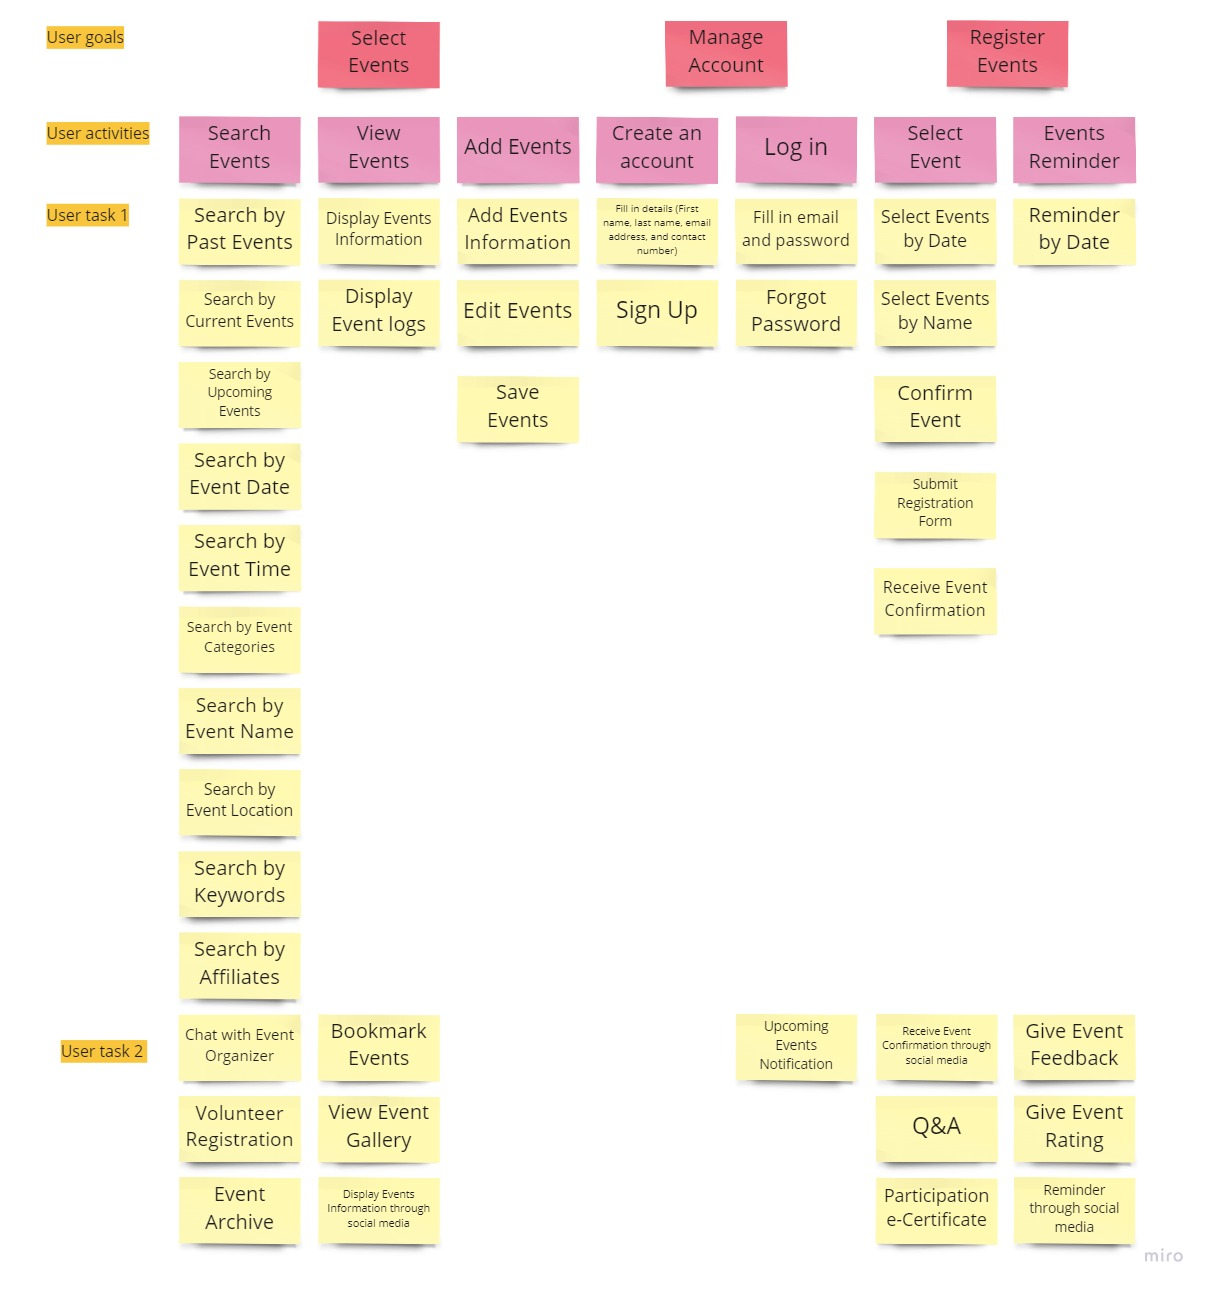 User goals
Select
Events
Manage
Account
Register
Events
User activities
Search
Events
View
Events
Add Events
Create an
account
Log in
Select
Event
Events
Reminder
User task 1
Search by
Past Events
Display Events
Information
Add Events
Information
Fill in details (First
name, last name, email
address, and contact
number)
Fill in email
and password
Select Events
by Date
Reminder
by Date
Search by
Current Events
Display
Event logs
Edit Events
Sign Up
Forgot
Password
Select Events
by Name
Search by
Upcoming
Events
Save
Events
Confirm
Event
Search by
Event Date
Submit
Registration
Form
Search by
Event Time
Receive Event
Confirmation
Search by Event
Categories
Search by
Event Name
Search by
Event Location
Search by
Keywords
Search by
Affiliates
User task 2
Chat with Event
Organizer
Bookmark
Events
Upcoming
Events
Notification
Receive Event
Confirmation through
social media
Give Event
Feedback
Volunteer
Registration
View Event
Gallery
Q&A
Give Event
Rating
Event
Archive
Display Events
Information through
social media
Participation
e-Certificate
Reminder
through social
media
miro